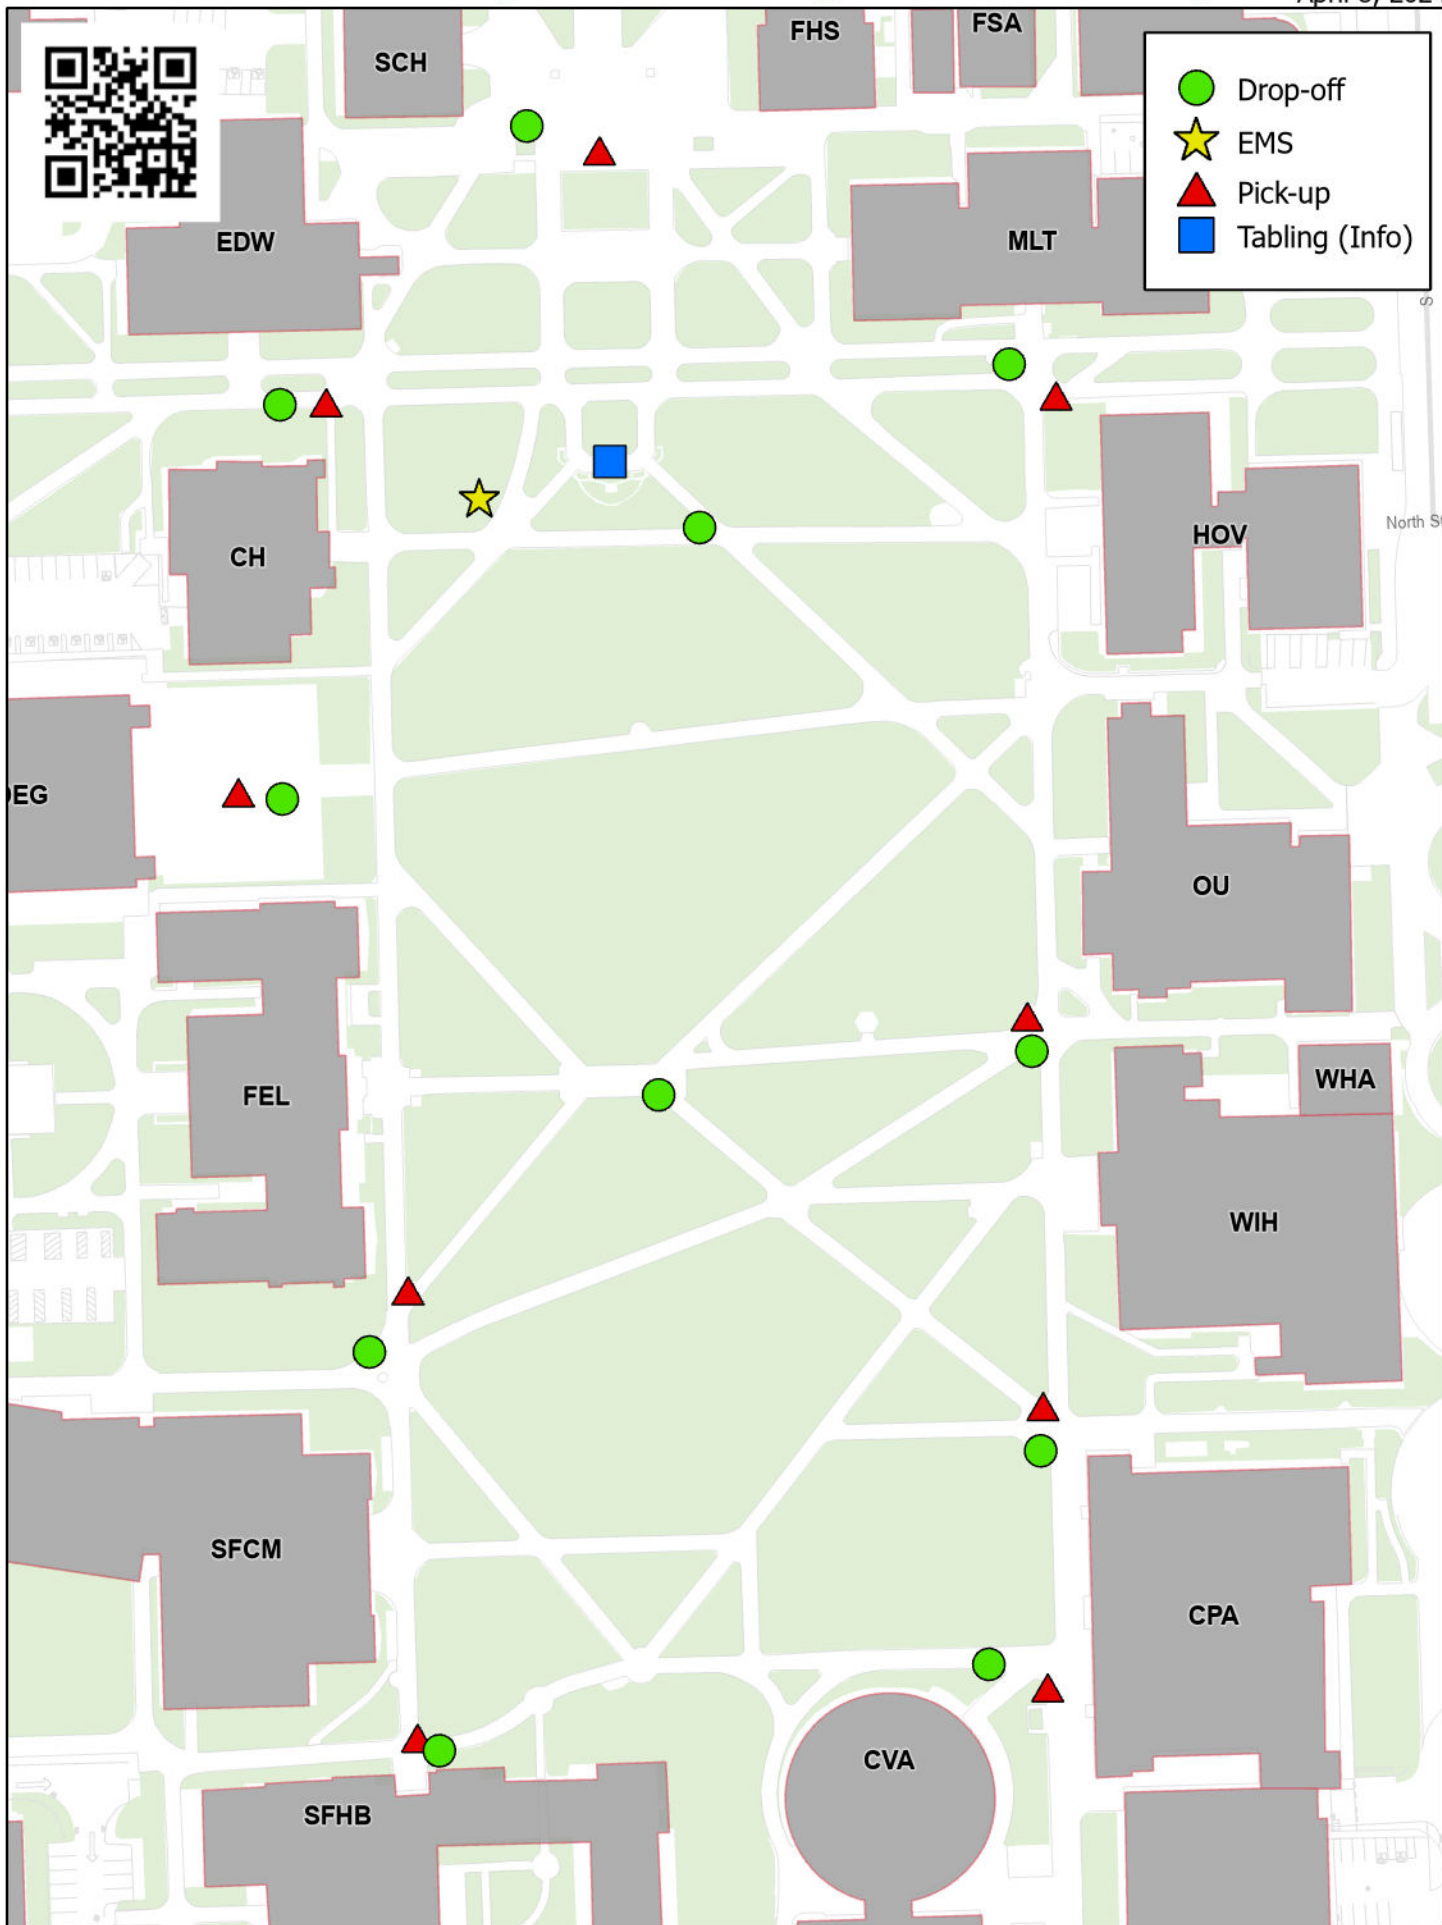 SCH
FHS
FSA
Drop-off
EMS
Pick-up
Tabling (Info)
EDW
MLT
CH
HOV
North S
EG
OU
FEL
WHA
WIH
SFCM
CPA
CVA
SFHB